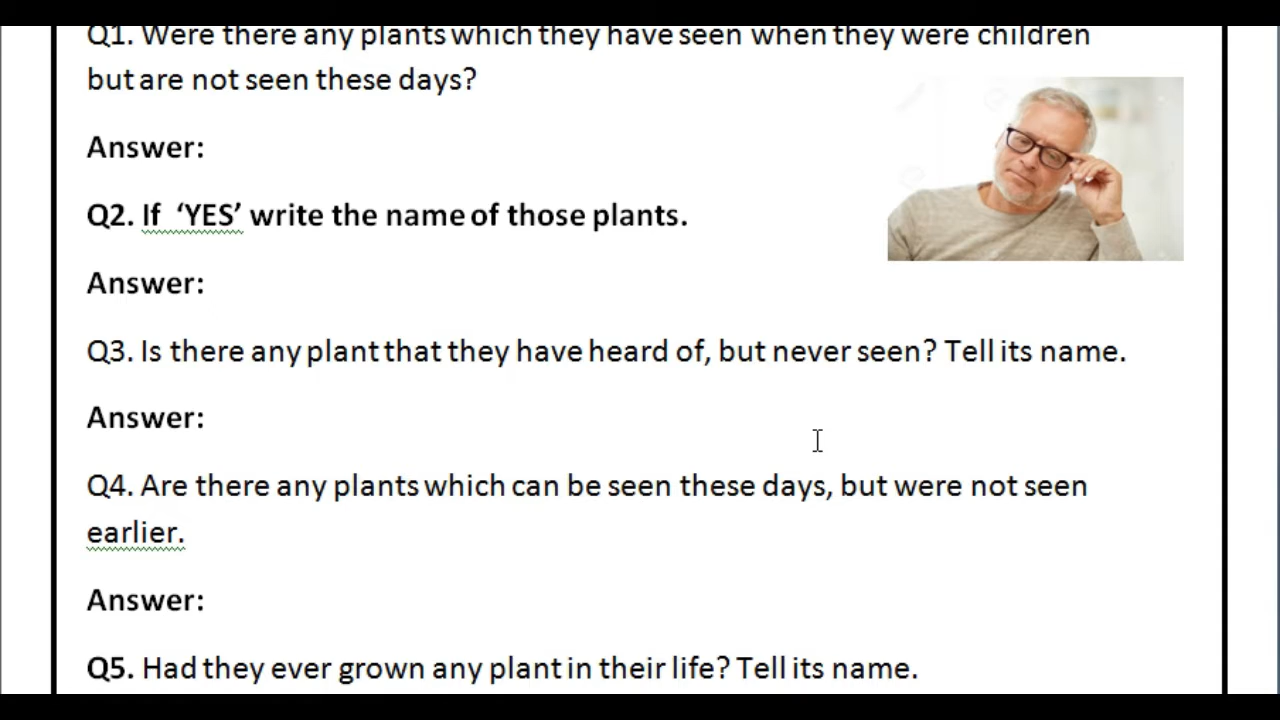 Q1. Were there any plants which they have seen when they were children
but are not seen these days?
Answer:
Q2. If ‘YES’ write the name of those plants.
Answer:
Q3. Is there any plant that they have heard of, but never seen? Tell its name.
Answer:
Q4. Are there any plants which can be seen these days, but were not seen
earlier.
Answer:
Q5. Had they ever grown any plant in their life? Tell its name.